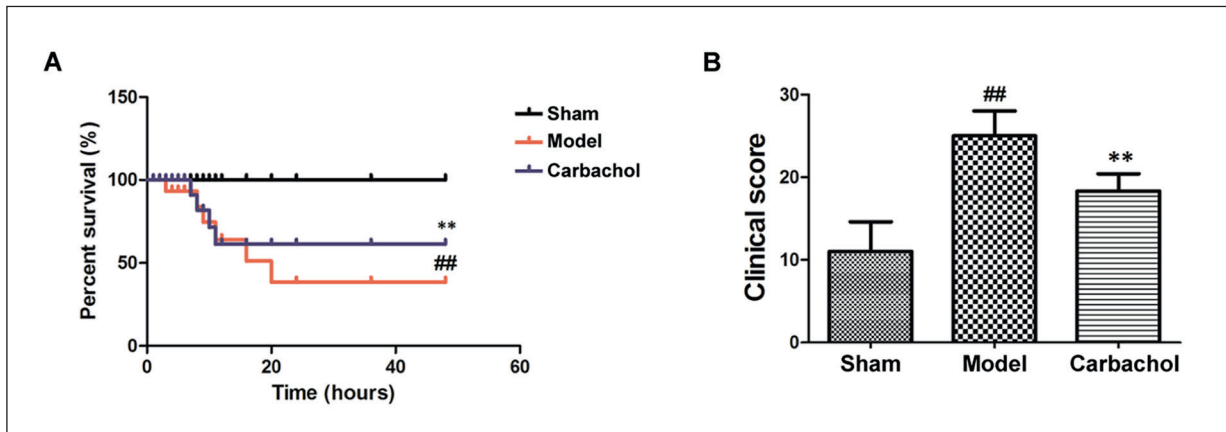 A
Percent survival (%)
150
100
50
0
0 20 40 60
Time (hours)
Sham
Model
Carbachol
**
##
B
Clinical score
30
20
10
0
##
**
Sham Model Carbachol